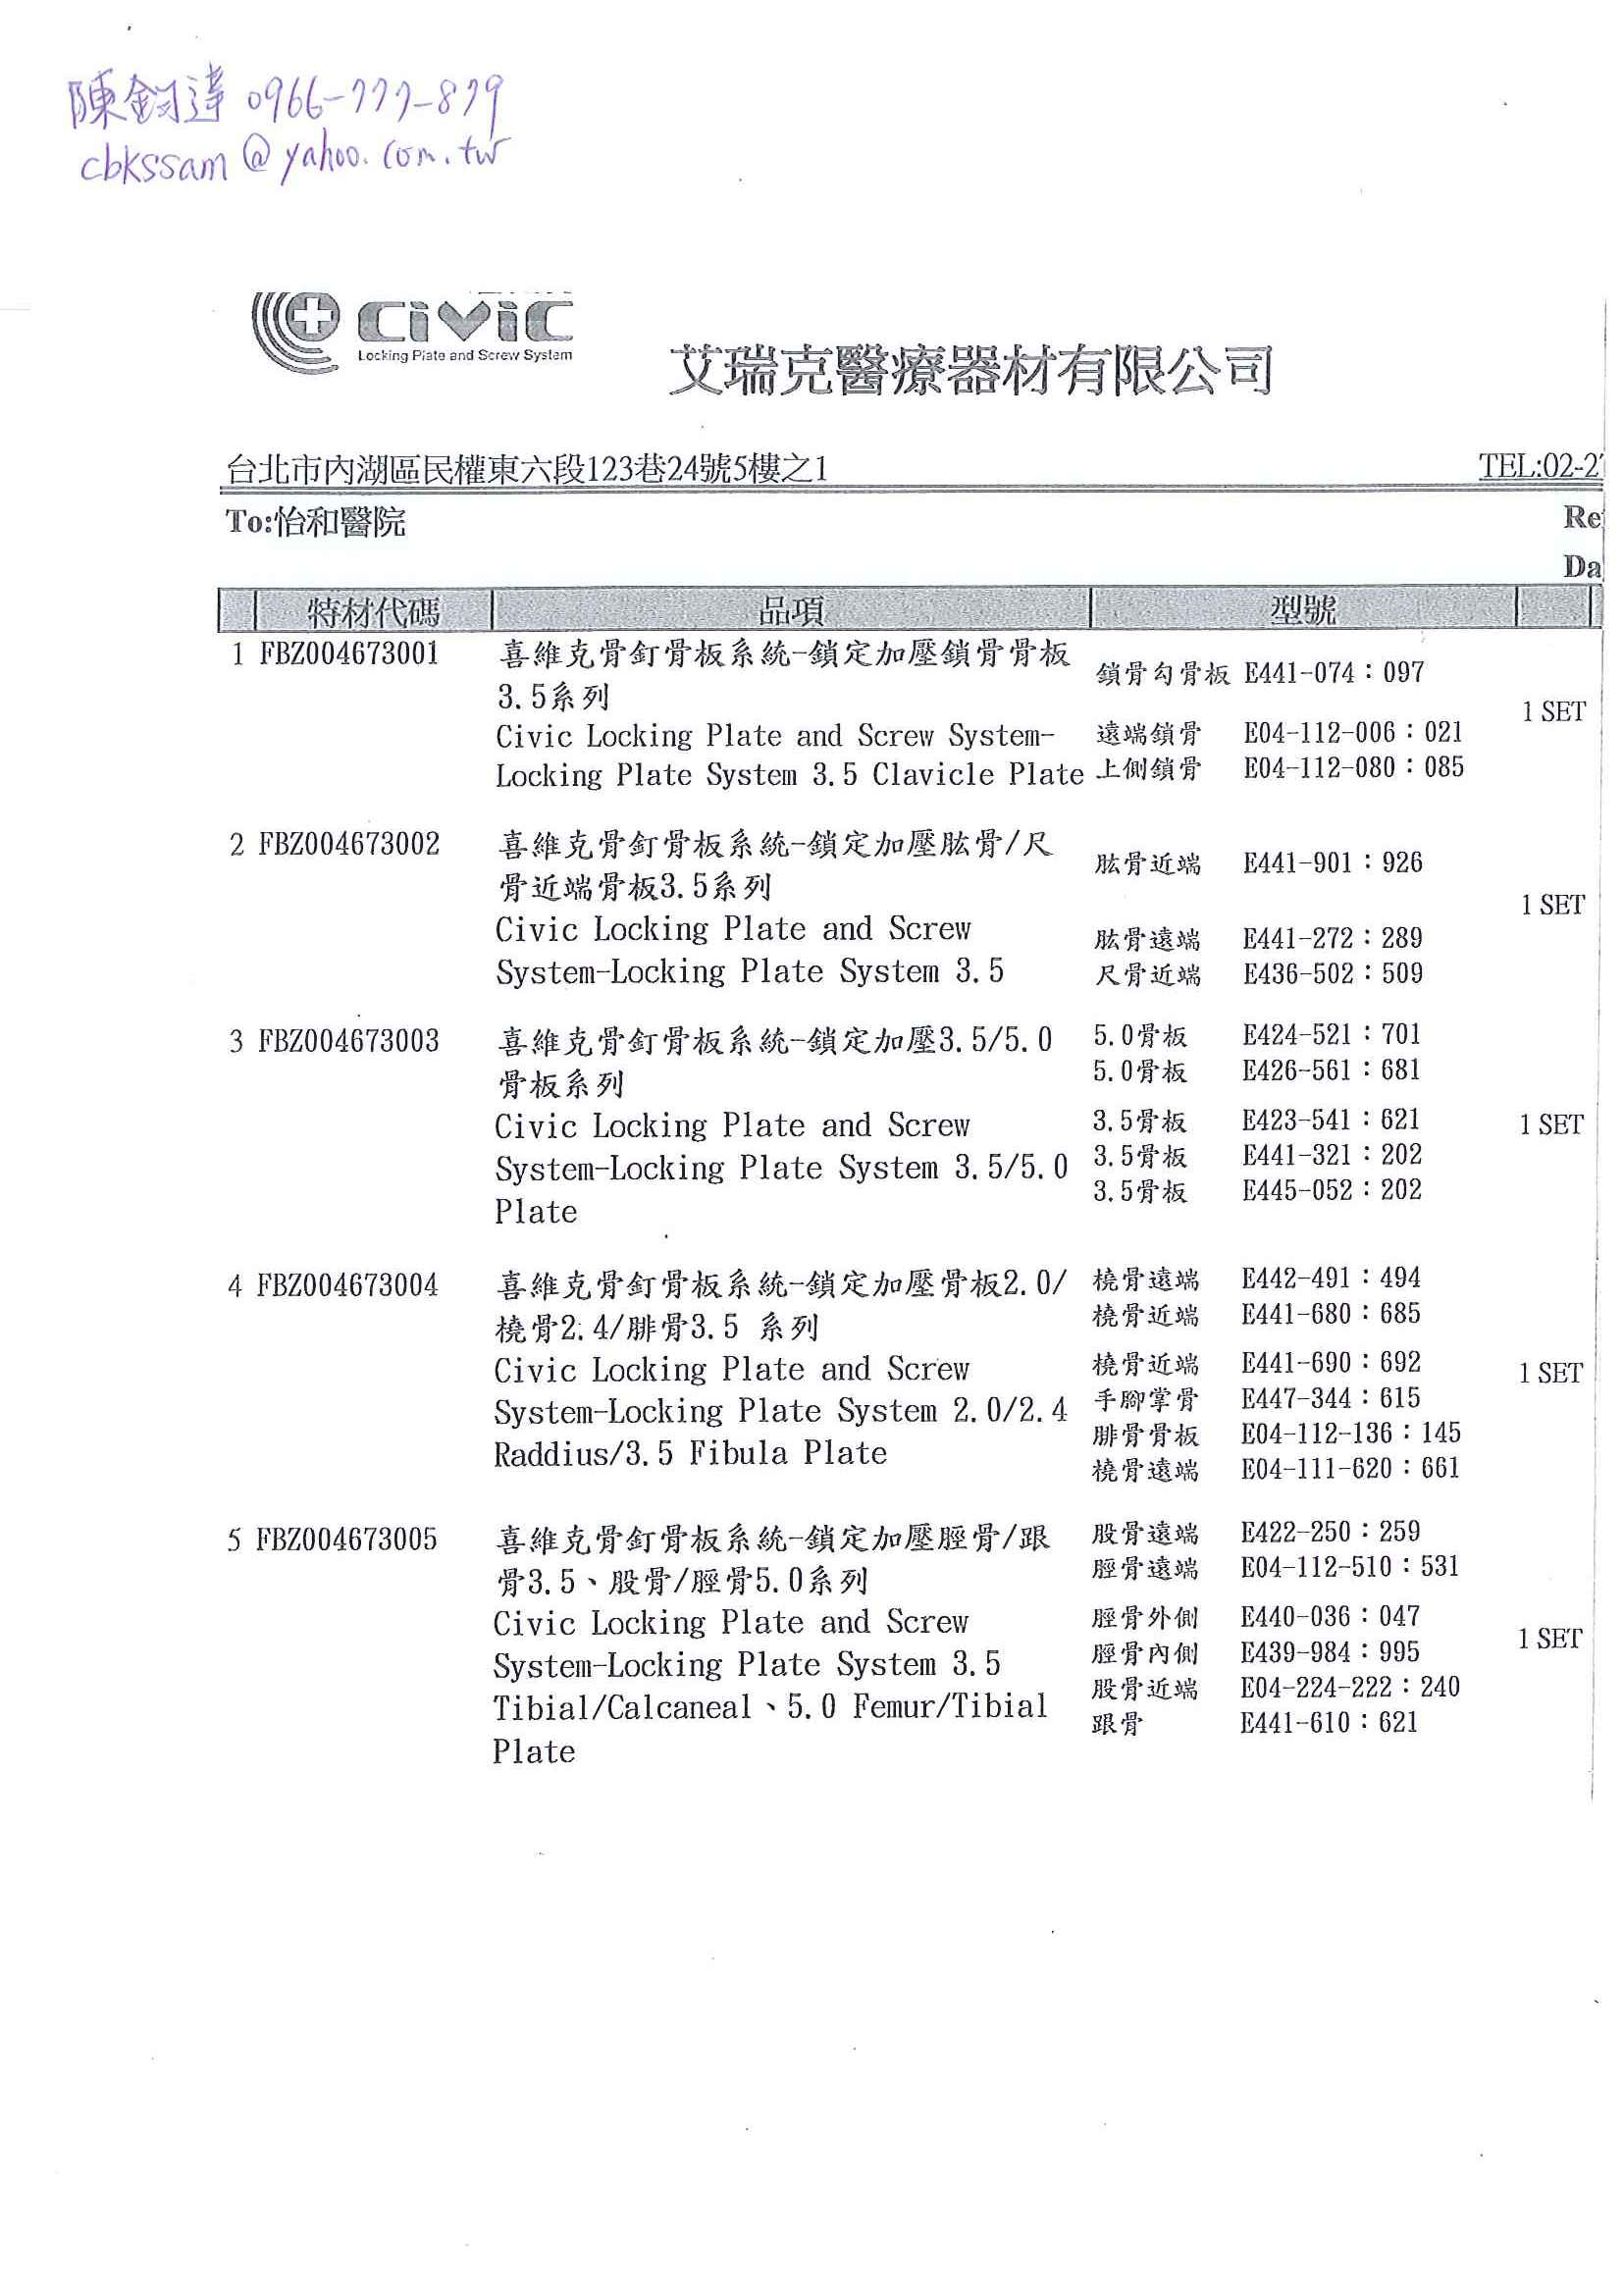 陳鈞達 0966-777-879
cbkssam@yahoo.com.tw
CiViC
Locking Plate and Screw System
艾瑞克醫療器材有限公司
台北市內湖區民權東六段123巷24號5樓之1 TEL:02-2
To:怡和醫院 Re
Da
特材代碼 品項 型號
1 FBZ004673001 喜維克骨釘骨板系統-鎖定加壓鎖骨骨板 鎖骨勾骨板 E441-074:097
3.5系列 1 SET
Civic Locking Plate and Screw System- 遠端鎖骨 E04-112-006:021
Locking Plate System 3.5 Clavicle Plate 上側鎖骨 E04-112-080:085
2 FBZ004673002 喜維克骨釘骨板系統-鎖定加壓肱骨/尺 肱骨近端 E441-901:926
骨近端骨板3.5系列 1 SET
Civic Locking Plate and Screw 肱骨遠端 E441-272:289
System-Locking Plate System 3.5 尺骨近端 E436-502:509
3 FBZ004673003 喜維克骨釘骨板系統-鎖定加壓3.5/5.0 5.0骨板 E424-521:701
骨板系列 5.0骨板 E426-561:681
Civic Locking Plate and Screw 3.5骨板 E423-541:621 1 SET
System-Locking Plate System 3.5/5.0 3.5骨板 E441-321:202
Plate 3.5骨板 E445-052:202
4 FBZ004673004 喜維克骨釘骨板系統-鎖定加壓骨板2.0/ 橈骨遠端 E442-491:494
橈骨2.4/腓骨3.5 系列 橈骨近端 E441-680:685
Civic Locking Plate and Screw 橈骨近端 E441-690:692 1 SET
System-Locking Plate System 2.0/2.4 手腳掌骨 E447-344:615
Raddius/3.5 Fibula Plate 腓骨骨板 E04-112-136:145
橈骨遠端 E04-111-620:661
5 FBZ004673005 喜維克骨釘骨板系統-鎖定加壓脛骨/跟 股骨遠端 E422-250:259
骨3.5、股骨/脛骨5.0系列 脛骨遠端 E04-112-510:531
Civic Locking Plate and Screw 脛骨外側 E440-036:047 1 SET
System-Locking Plate System 3.5 脛骨內側 E439-984:995
Tibial/Calcaneal、5.0 Femur/Tibial 股骨近端 E04-224-222:240
Plate 跟骨 E441-610:621